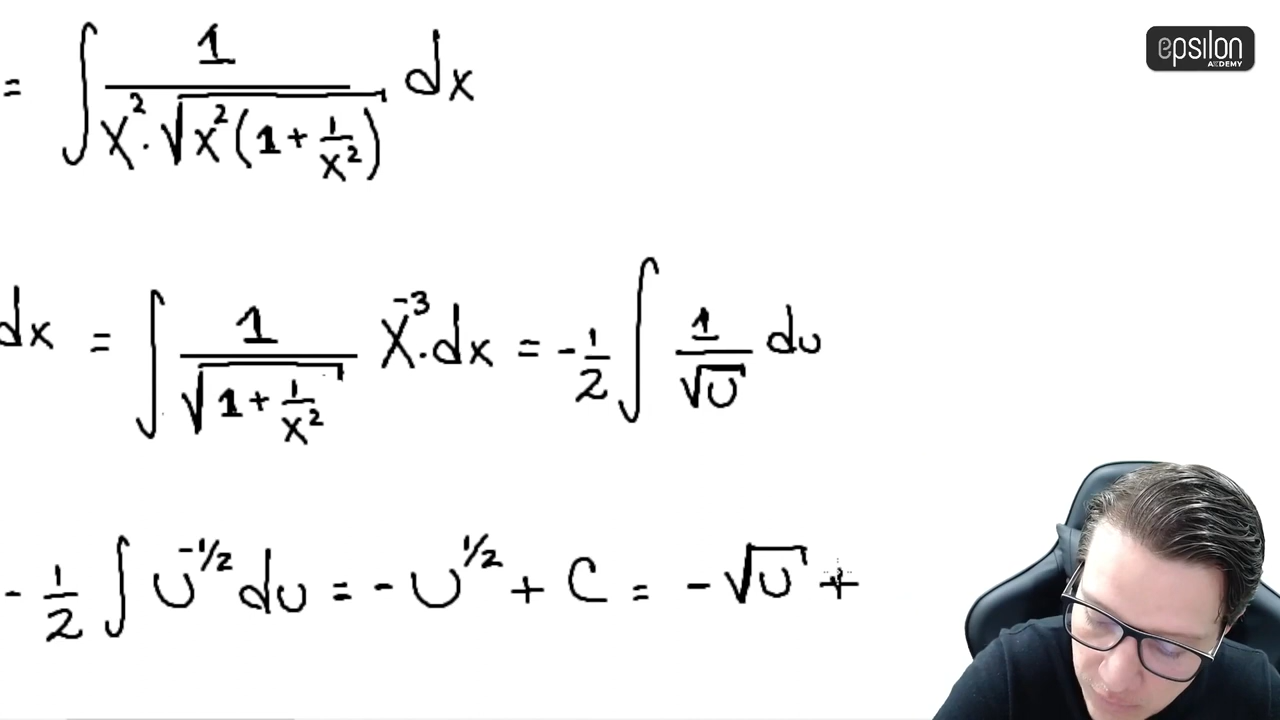 epsilon
AXDEMY
= ∫ 1 / (x² · √(x² (1 + 1/x²))) dx
dx = ∫ 1 / √(1 + 1/x²) x⁻³ · dx = - 1/2 ∫ 1/√u du
- 1/2 ∫ u^(-1/2) du = - u^(1/2) + C = - √u +